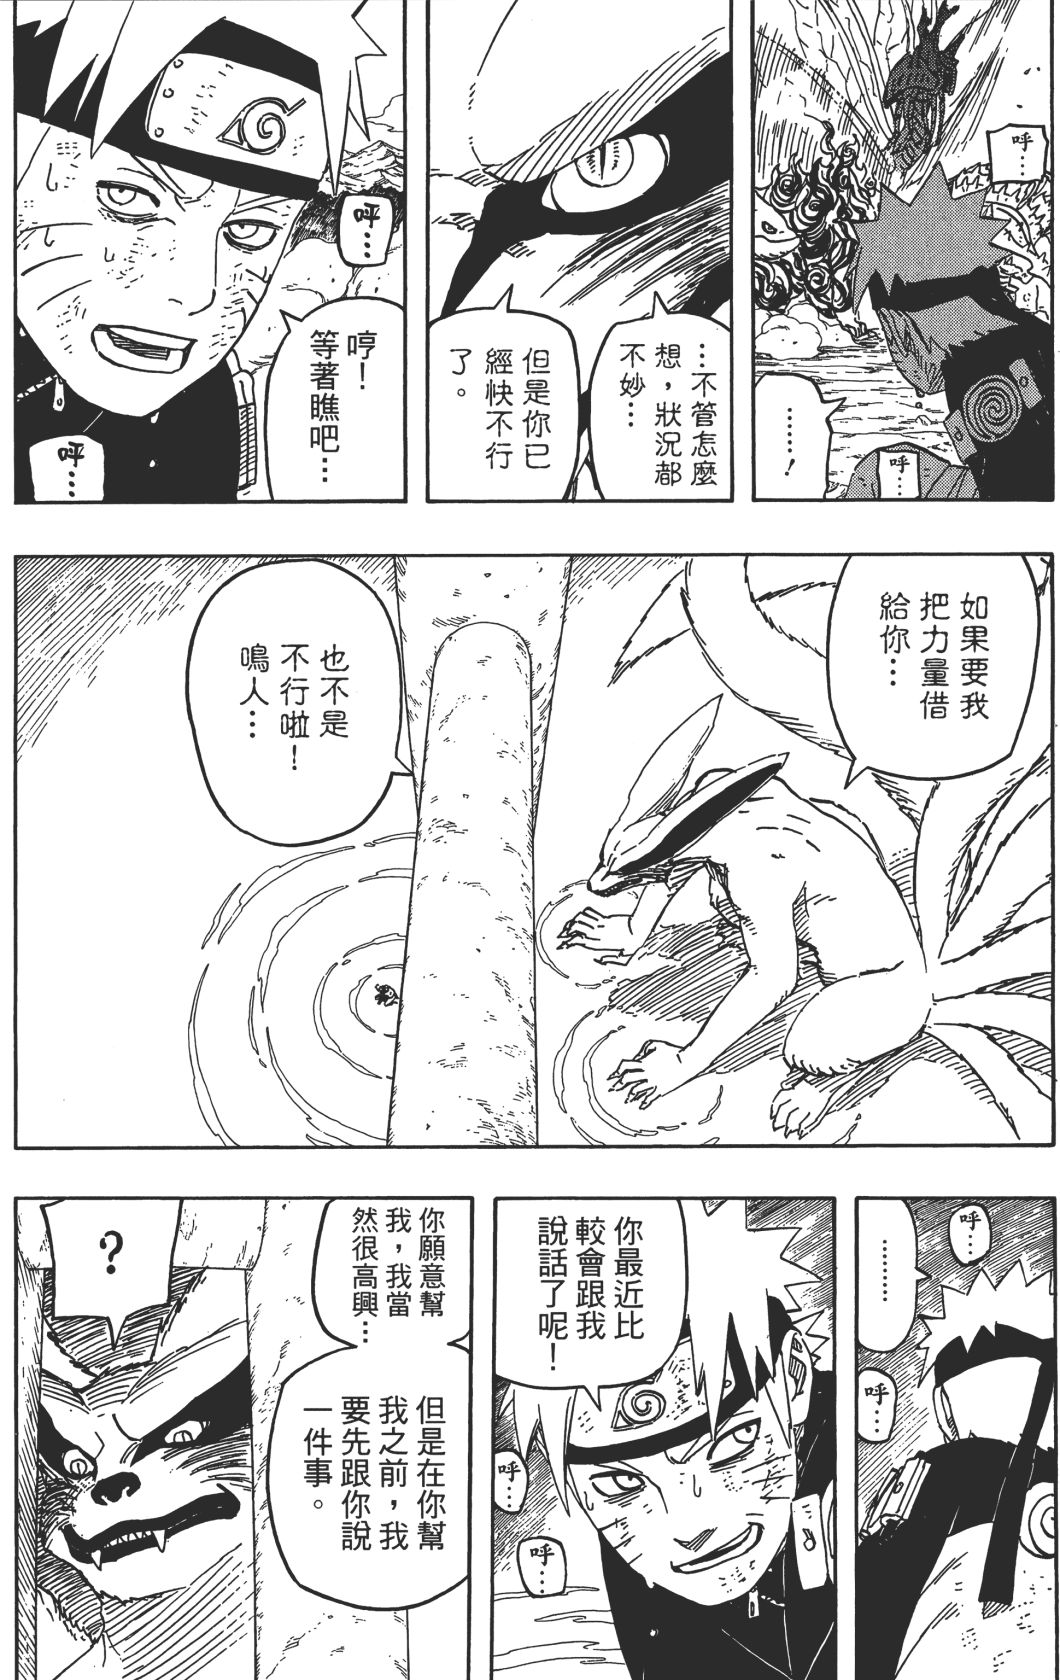 呼…
……！
呼…
…不管怎麼
想，狀況都
不妙…
但是你已
經快不行
了。
呼…
哼！
等著瞧吧…
呼…
如果要我
把力量借
給你…
也不是
不行啦！
鳴人…
呼…
……
呼…
你最近比
較會跟我
說話了呢！
呼…
呼…
你願意幫
我，我當
然很高興…
但是在你幫
我之前，我
要先跟你說
一件事。
？